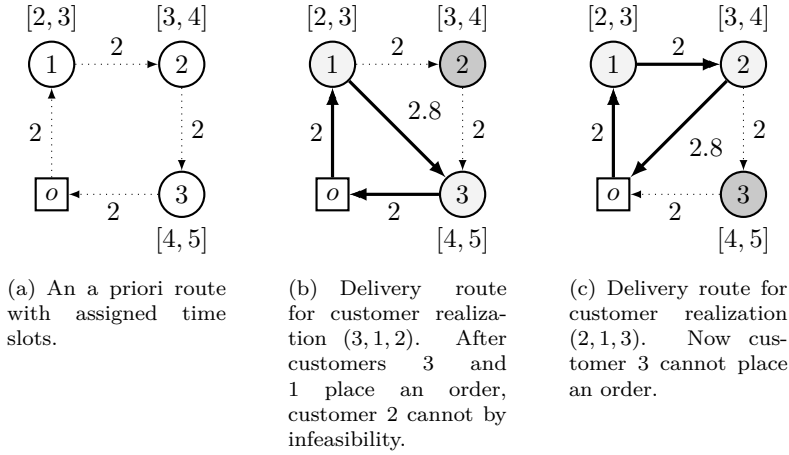 [2, 3] [3, 4]
1 2 2
2 2
o 2 3
[4, 5]
[2, 3] [3, 4]
1 2 2
2 2.8 2
o 2 3
[4, 5]
[2, 3] [3, 4]
1 2 2
2 2.8 2
o 2 3
[4, 5]
(a) An a priori route
with assigned time
slots.
(b) Delivery route
for customer realiza-
tion (3, 1, 2). After
customers 3 and
1 place an order,
customer 2 cannot by
infeasibility.
(c) Delivery route for
customer realization
(2, 1, 3). Now cus-
tomer 3 cannot place
an order.